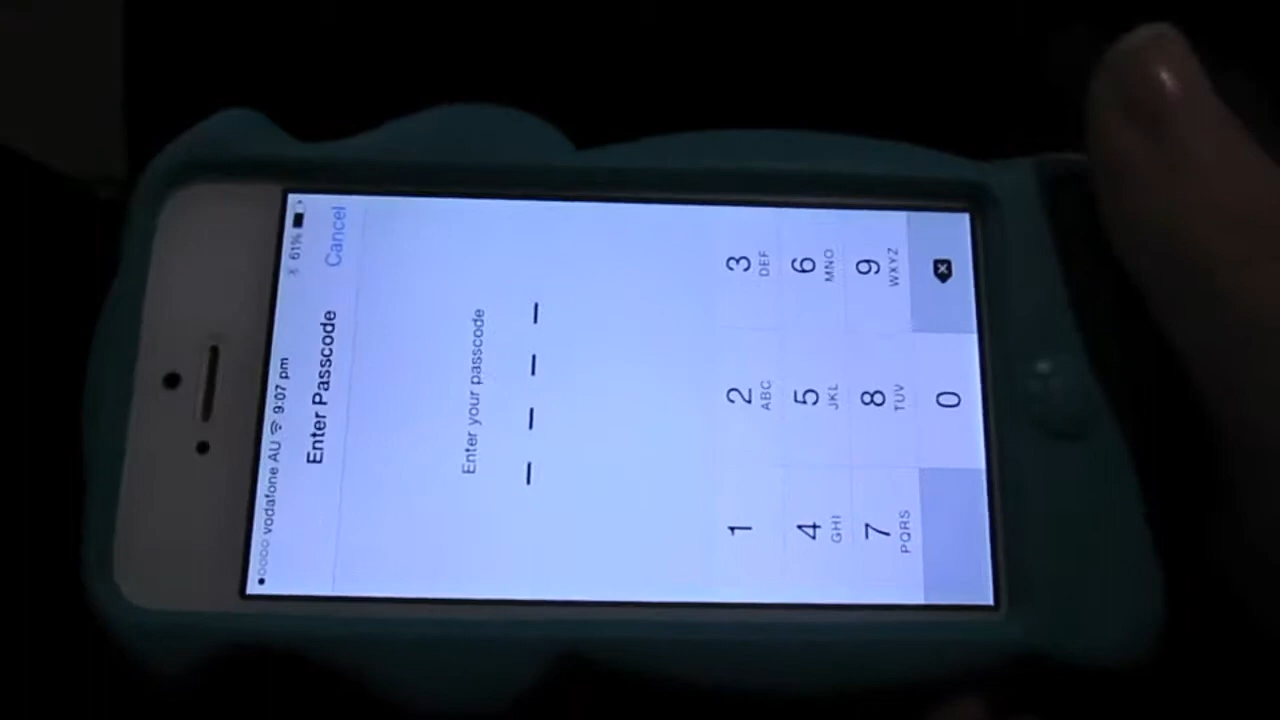 vodafone AU 9:07 pm 61%
Enter Passcode Cancel
Enter your passcode
1 2 ABC 3 DEF
4 GHI 5 JKL 6 MNO
7 PQRS 8 TUV 9 WXYZ
0